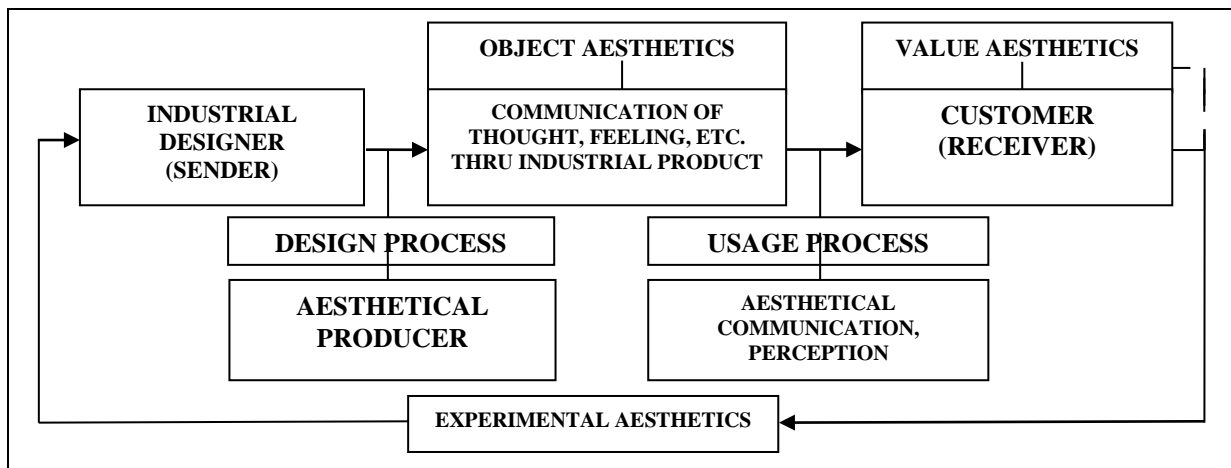 OBJECT AESTHETICS
VALUE AESTHETICS
INDUSTRIAL
DESIGNER
(SENDER)
COMMUNICATION OF
THOUGHT, FEELING, ETC.
THRU INDUSTRIAL PRODUCT
CUSTOMER
(RECEIVER)
DESIGN PROCESS
USAGE PROCESS
AESTHETICAL
PRODUCER
AESTHETICAL
COMMUNICATION,
PERCEPTION
EXPERIMENTAL AESTHETICS